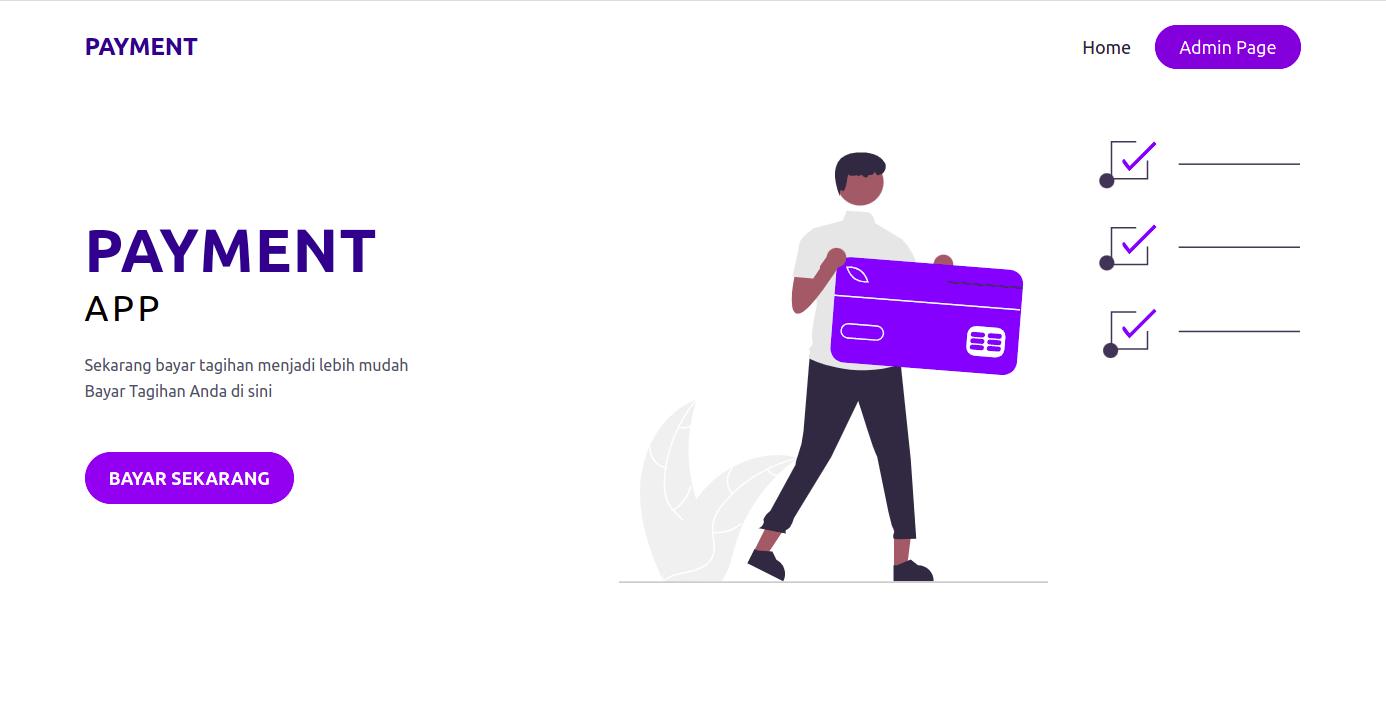 PAYMENT
Home
Admin Page
PAYMENT
APP
Sekarang bayar tagihan menjadi lebih mudah
Bayar Tagihan Anda di sini
BAYAR SEKARANG